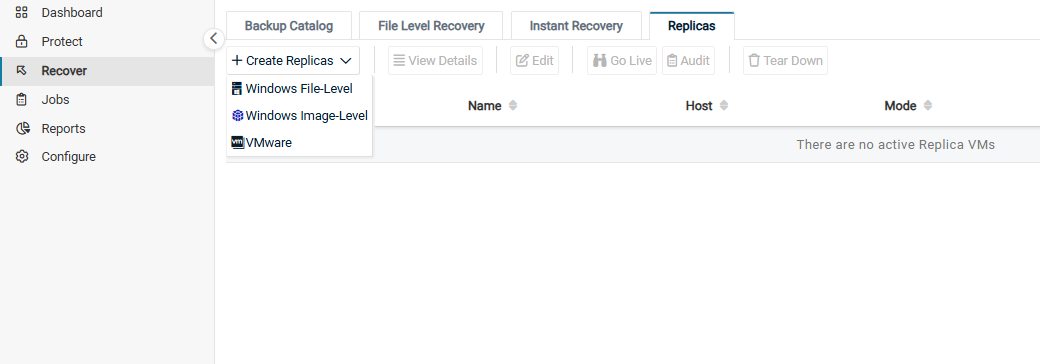 Dashboard
Protect
Recover
Jobs
Reports
Configure
Backup Catalog File Level Recovery Instant Recovery Replicas
Create Replicas View Details Edit Go Live Audit Tear Down
Windows File-Level
Windows Image-Level
vm VMware
Name Host Mode
There are no active Replica VMs